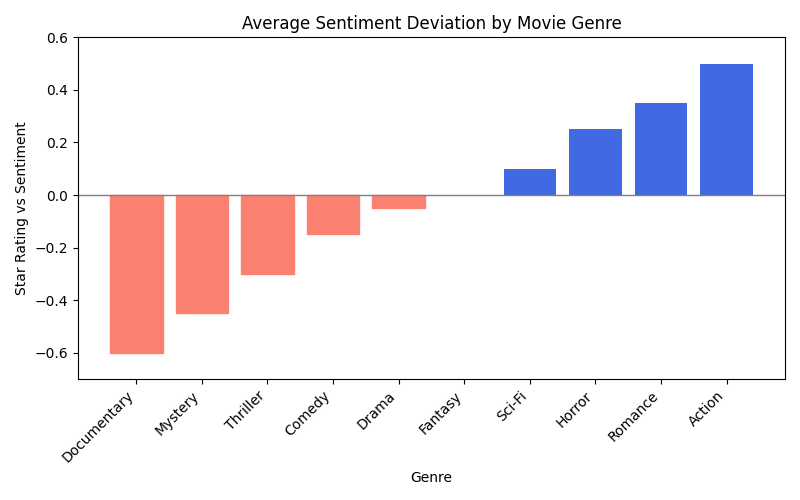 Average Sentiment Deviation by Movie Genre
Star Rating vs Sentiment
0.6
0.4
0.2
0.0
−0.2
−0.4
−0.6
Documentary
Mystery
Thriller
Comedy
Drama
Fantasy
Sci-Fi
Horror
Romance
Action
Genre